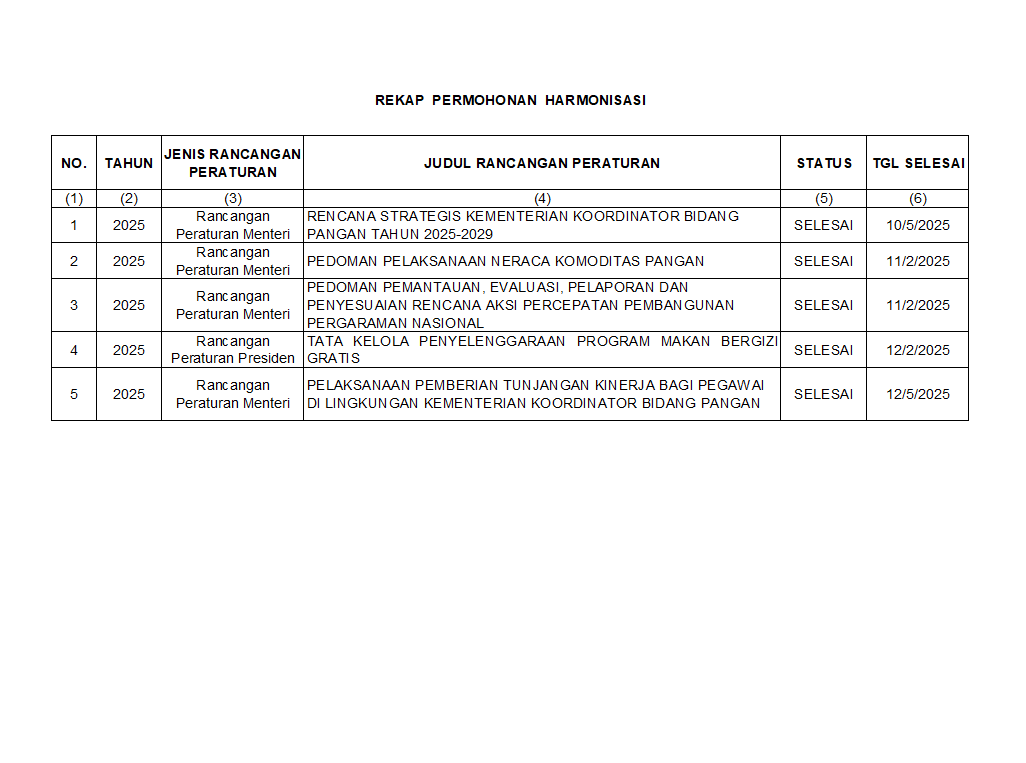 REKAP PERMOHONAN HARMONISASI
NO. TAHUN JENIS RANCANGAN PERATURAN JUDUL RANCANGAN PERATURAN STATUS TGL SELESAI
(1) (2) (3) (4) (5) (6)
1 2025 Rancangan Peraturan Menteri RENCANA STRATEGIS KEMENTERIAN KOORDINATOR BIDANG PANGAN TAHUN 2025-2029 SELESAI 10/5/2025
2 2025 Rancangan Peraturan Menteri PEDOMAN PELAKSANAAN NERACA KOMODITAS PANGAN SELESAI 11/2/2025
3 2025 Rancangan Peraturan Menteri PEDOMAN PEMANTAUAN, EVALUASI, PELAPORAN DAN PENYESUAIAN RENCANA AKSI PERCEPATAN PEMBANGUNAN PERGARAMAN NASIONAL SELESAI 11/2/2025
4 2025 Rancangan Peraturan Presiden TATA KELOLA PENYELENGGARAAN PROGRAM MAKAN BERGIZI GRATIS SELESAI 12/2/2025
5 2025 Rancangan Peraturan Menteri PELAKSANAAN PEMBERIAN TUNJANGAN KINERJA BAGI PEGAWAI DI LINGKUNGAN KEMENTERIAN KOORDINATOR BIDANG PANGAN SELESAI 12/5/2025